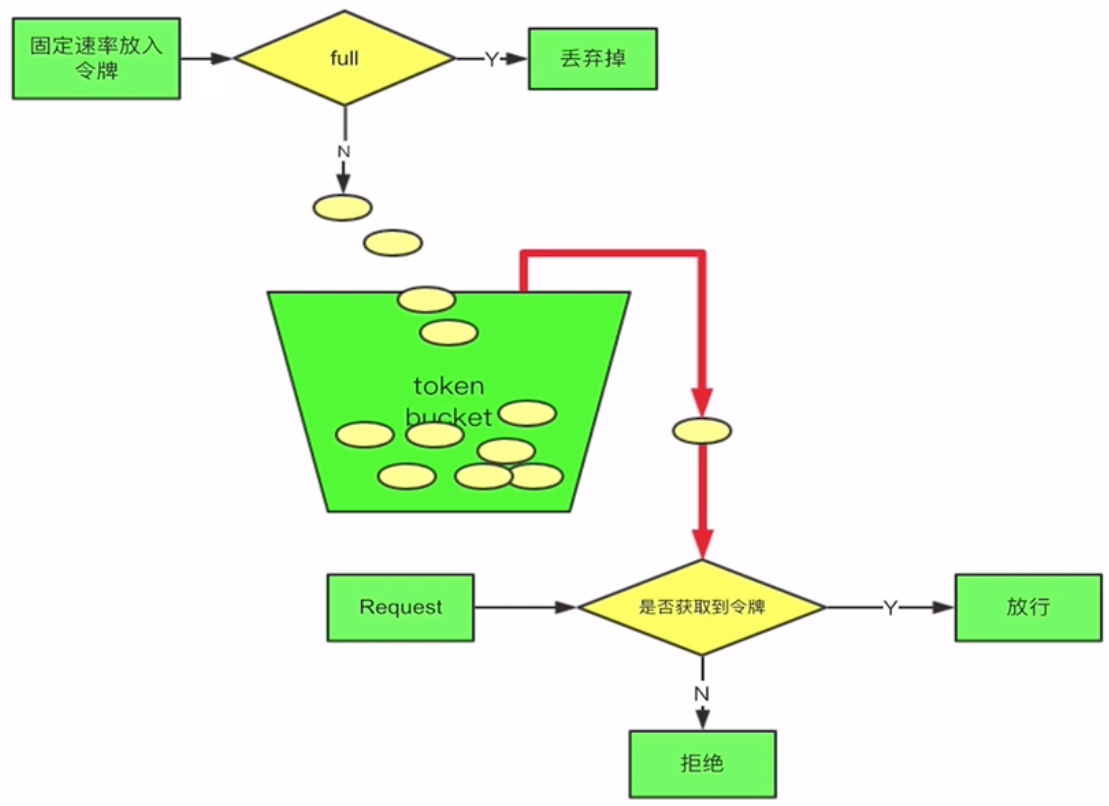 固定速率放入
令牌
full
Y
丢弃掉
N
token
bucket
Request
是否获取到令牌
Y
放行
N
拒绝